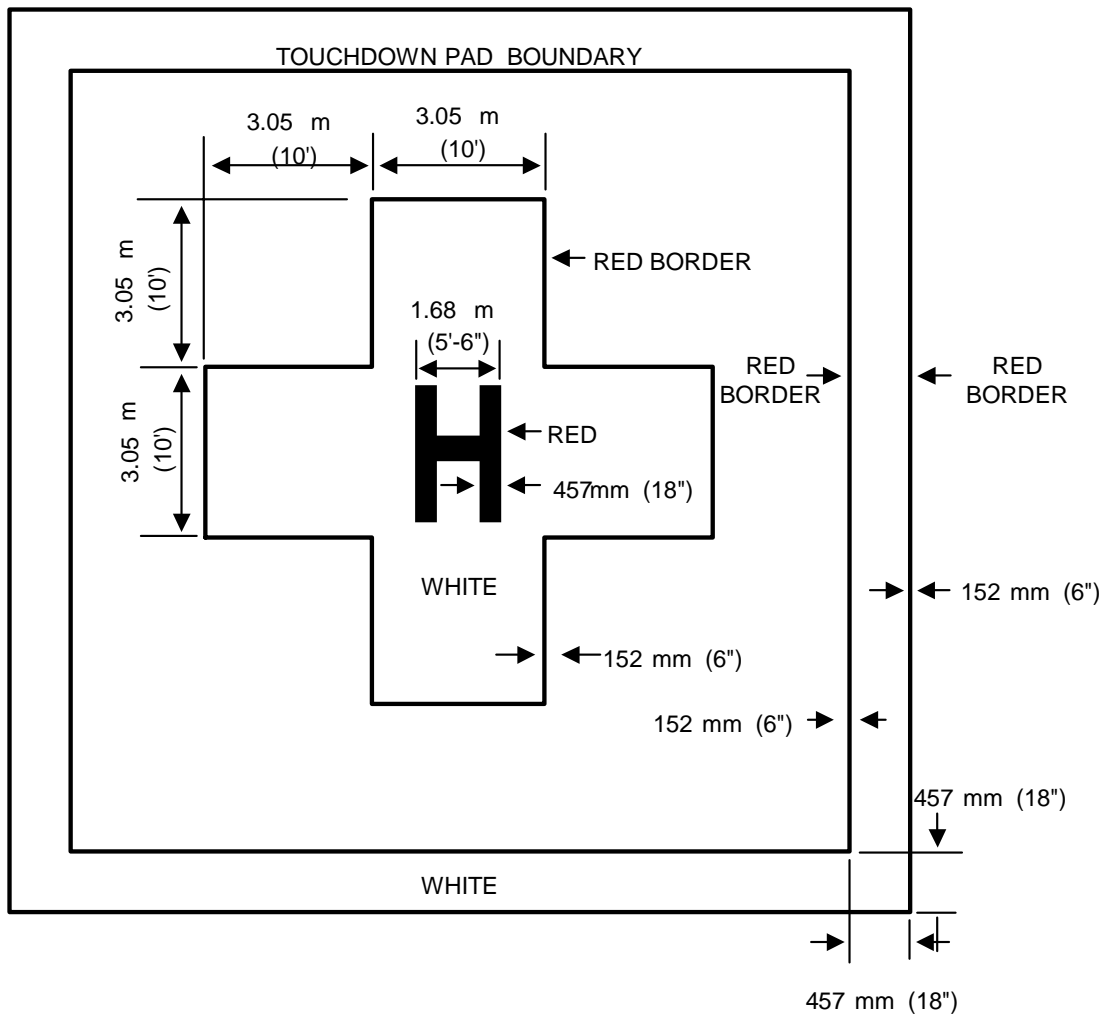 TOUCHDOWN PAD BOUNDARY
3.05 m
(10')
3.05 m
(10')
3.05 m
(10')
RED BORDER
1.68 m
(5'-6")
RED
BORDER
RED
BORDER
3.05 m
(10')
H
RED
457mm (18")
WHITE
152 mm (6")
152 mm (6")
152 mm (6")
457 mm (18")
WHITE
457 mm (18")